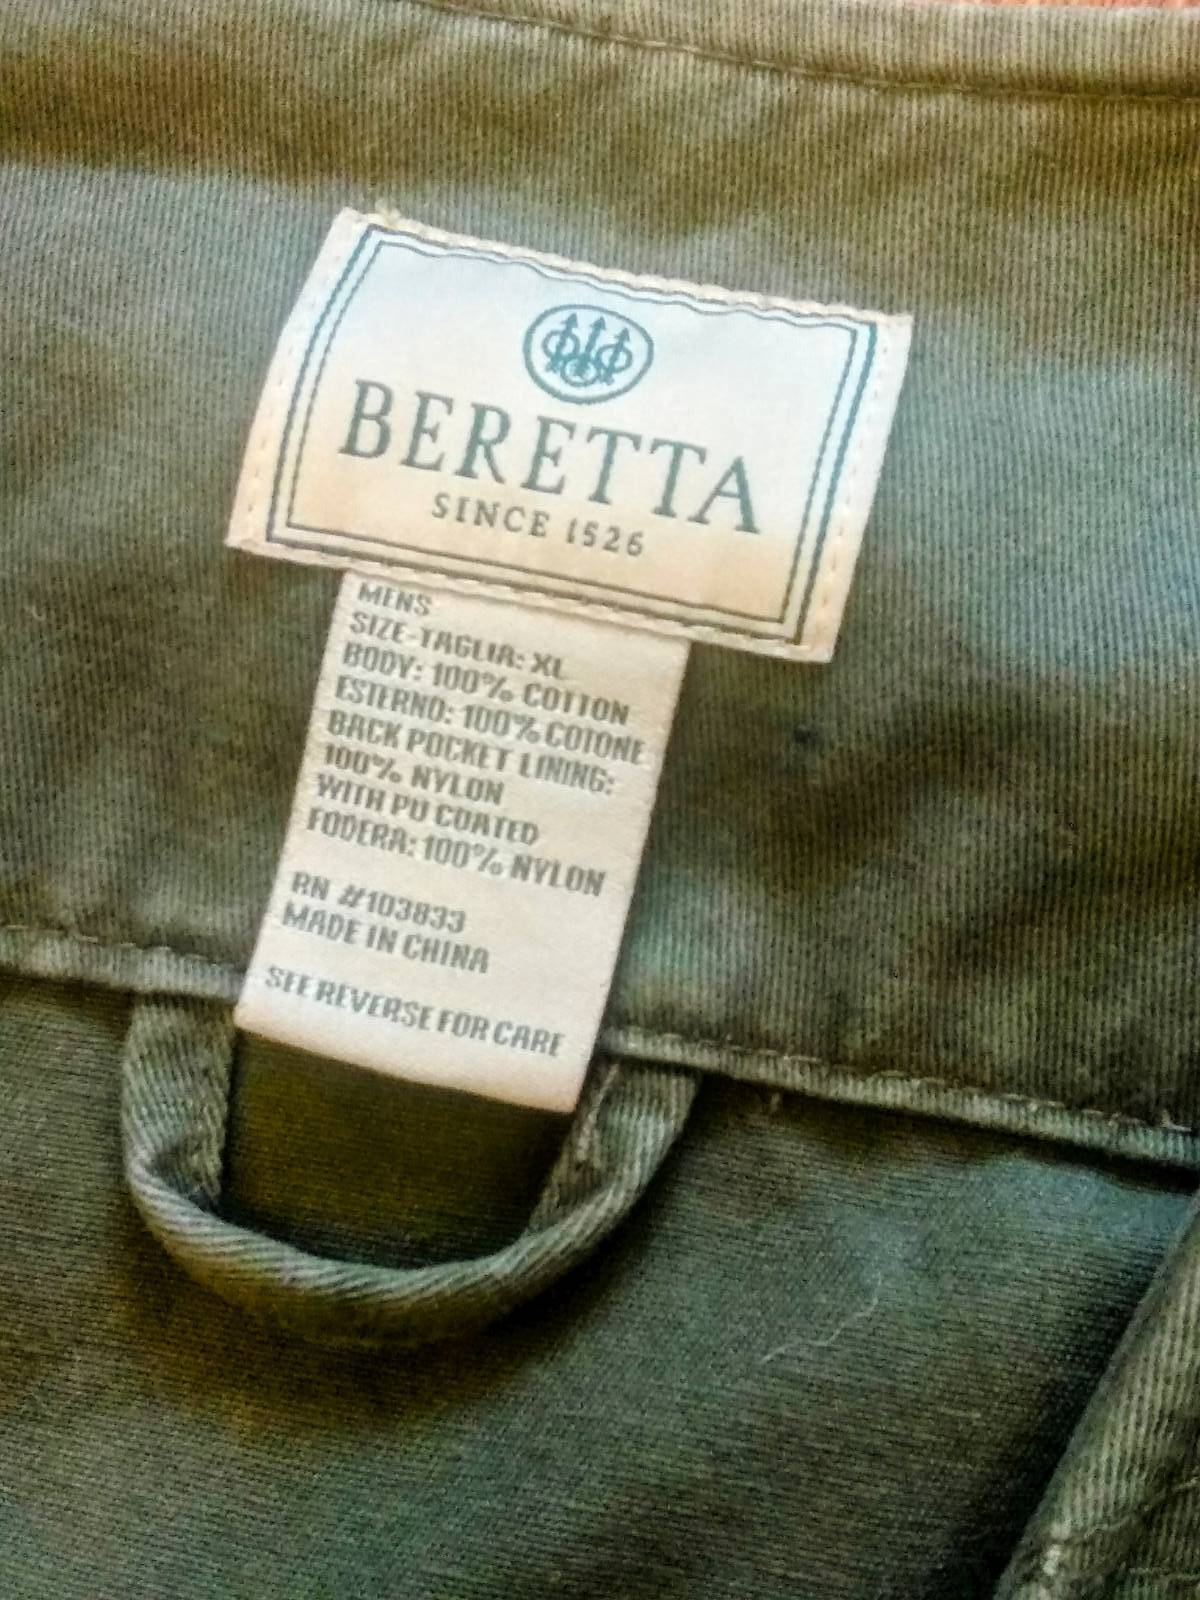 BERETTA
SINCE 1526
MENS
SIZE-TAGLIA: XL
BODY: 100% COTTON
ESTERNO: 100% COTONE
BACK POCKET LINING:
100% NYLON
WITH PU COATED
FODERA: 100% NYLON
RN #103833
MADE IN CHINA
SEE REVERSE FOR CARE